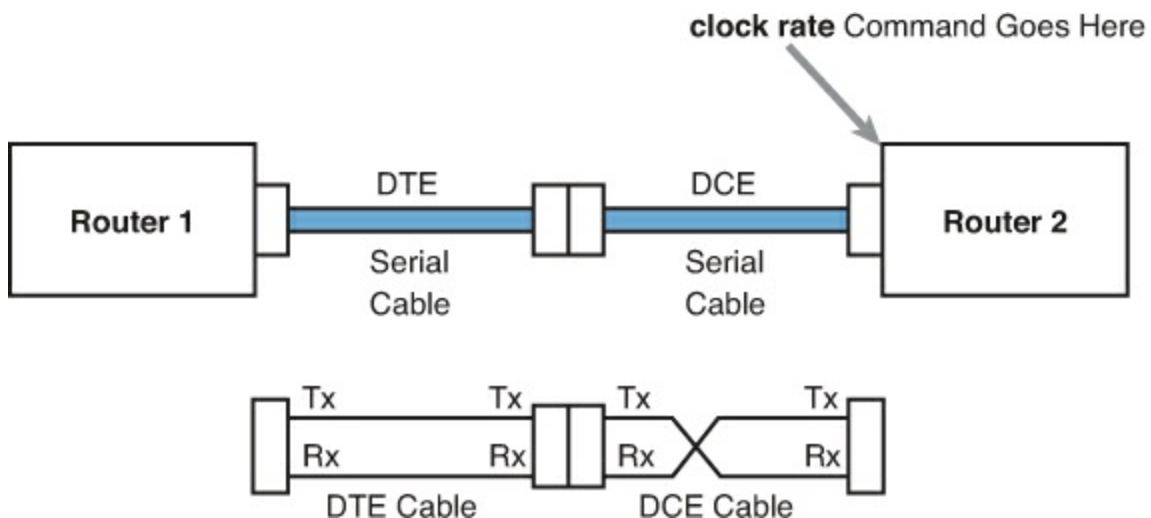 clock rate Command Goes Here
DTE
DCE
Router 1
Router 2
Serial
Cable
Serial
Cable
Tx
Tx
Tx
Tx
Rx
Rx
Rx
Rx
DTE Cable
DCE Cable